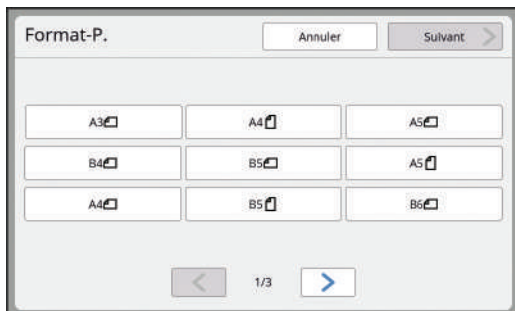 Format-P.
Annuler
Suivant
A3
A4
A5
B4
B5
A5
A4
B5
B6
1/3